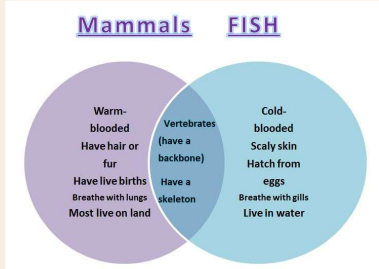 Mammals FISH
Warm-
blooded
Have hair or
fur
Have live births
Breathe with lungs
Most live on land
Vertebrates
(have a
backbone)
Have a
skeleton
Cold-
blooded
Scaly skin
Hatch from
eggs
Breathe with gills
Live in water